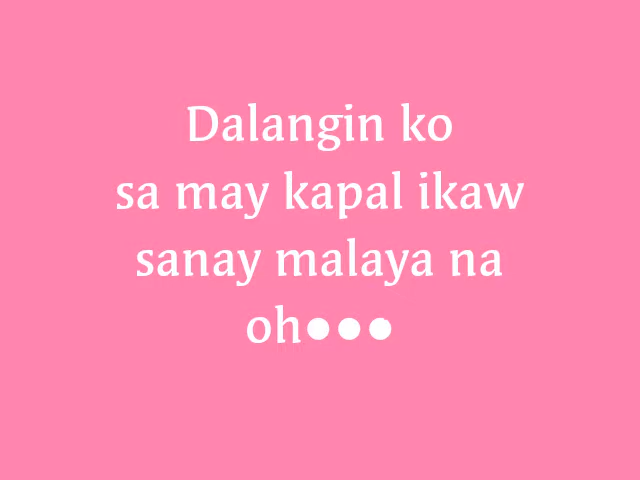 Dalangin ko
sa may kapal ikaw
sanay malaya na
oh●●●